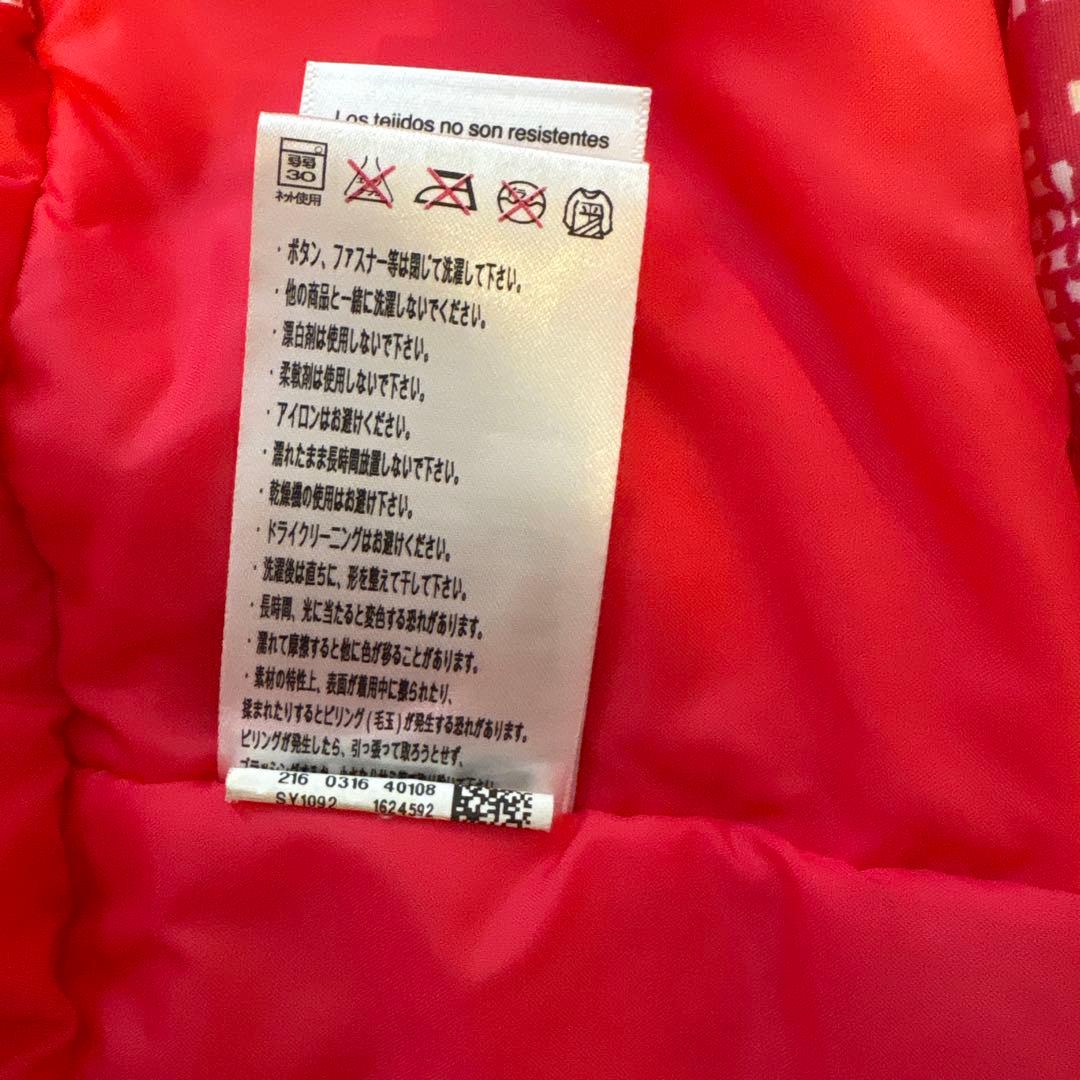 Los tejidos no son resistentes
弱
30
ネット使用
平
・ボタン、ファスナー等は閉じて洗濯して下さい。
・他の商品と一緒に洗濯しないでください。
・漂白剤は使用しないで下さい。
・柔軟剤は使用しないで下さい。
・アイロンはお避けください。
・濡れたまま長時間放置しないで下さい。
・乾燥機の使用はお避け下さい。
・ドライクリーニングはお避けください。
・洗濯後は直ちに、形を整えて干して下さい。
・長時間、光に当たると変色する恐れがあります。
・濡れて摩擦すると他に色が移ることがあります。
・素材の特性上、表面が着用中に擦られたり、
揉まれたりするとピリング(毛玉)が発生する恐れがあります。
ピリングが発生したら、引っ張って取ろうとせず、
216 0316 40108
SY1092 1624592